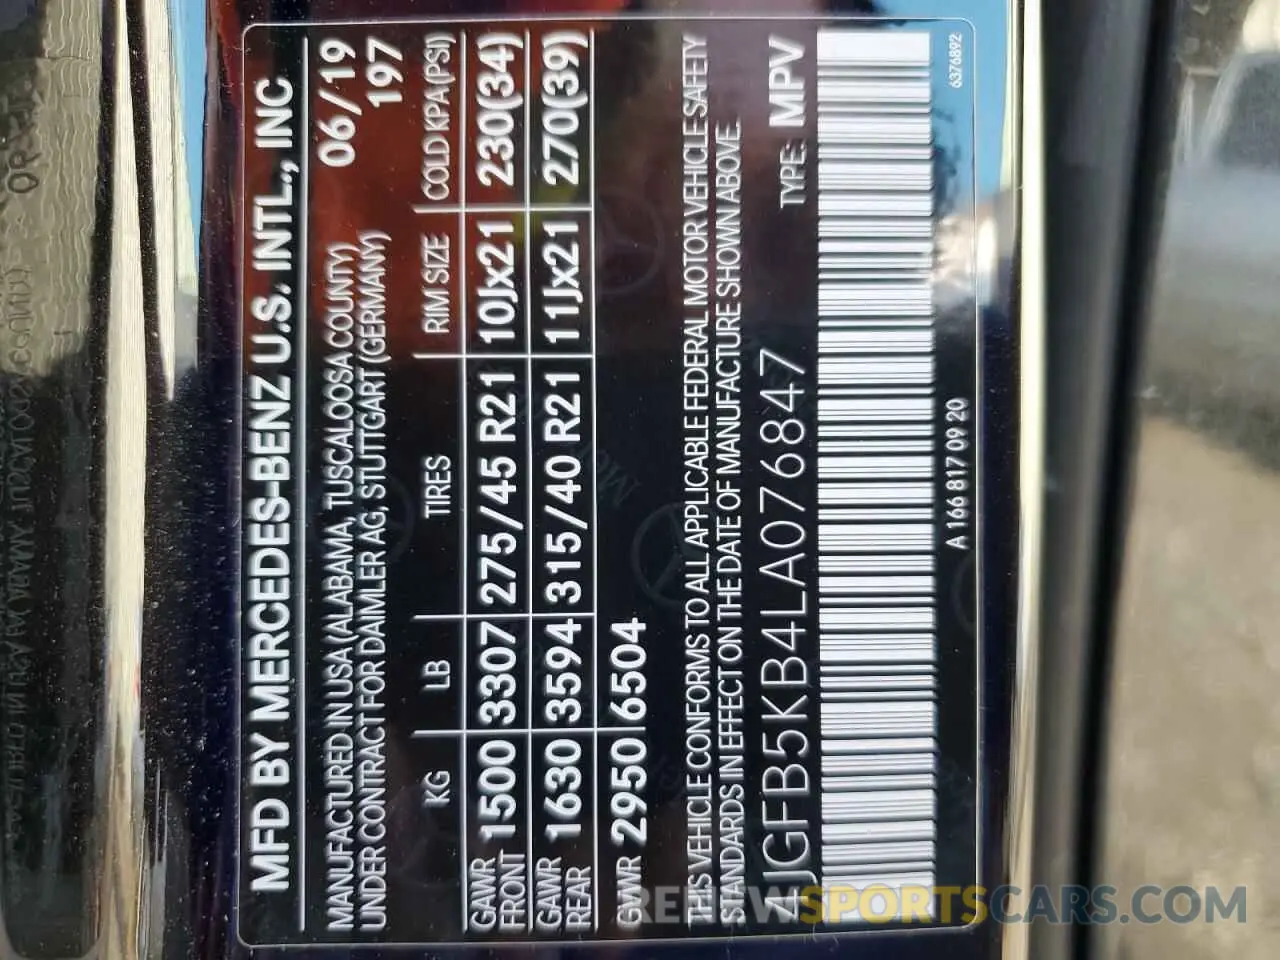 MFD BY MERCEDES-BENZ U.S. INTL., INC
MANUFACTURED IN USA (ALABAMA, TUSCALOOSA COUNTY) 06/19
UNDER CONTRACT FOR DAIMLER AG, STUTTGART (GERMANY) 197
KG LB TIRES RIM SIZE COLD KPA(PSI)
GAWR FRONT 1500 3307 275/45 R21 10Jx21 230(34)
GAWR REAR 1630 3594 315/40 R21 11Jx21 270(39)
GVWR 2950 6504
THIS VEHICLE CONFORMS TO ALL APPLICABLE FEDERAL MOTOR VEHICLE SAFETY
STANDARDS IN EFFECT ON THE DATE OF MANUFACTURE SHOWN ABOVE.
4JGFB5KB4LA076847 TYPE: MPV
A 166 817 09 20 6376892
REVIEWSPORTSCARS.COM